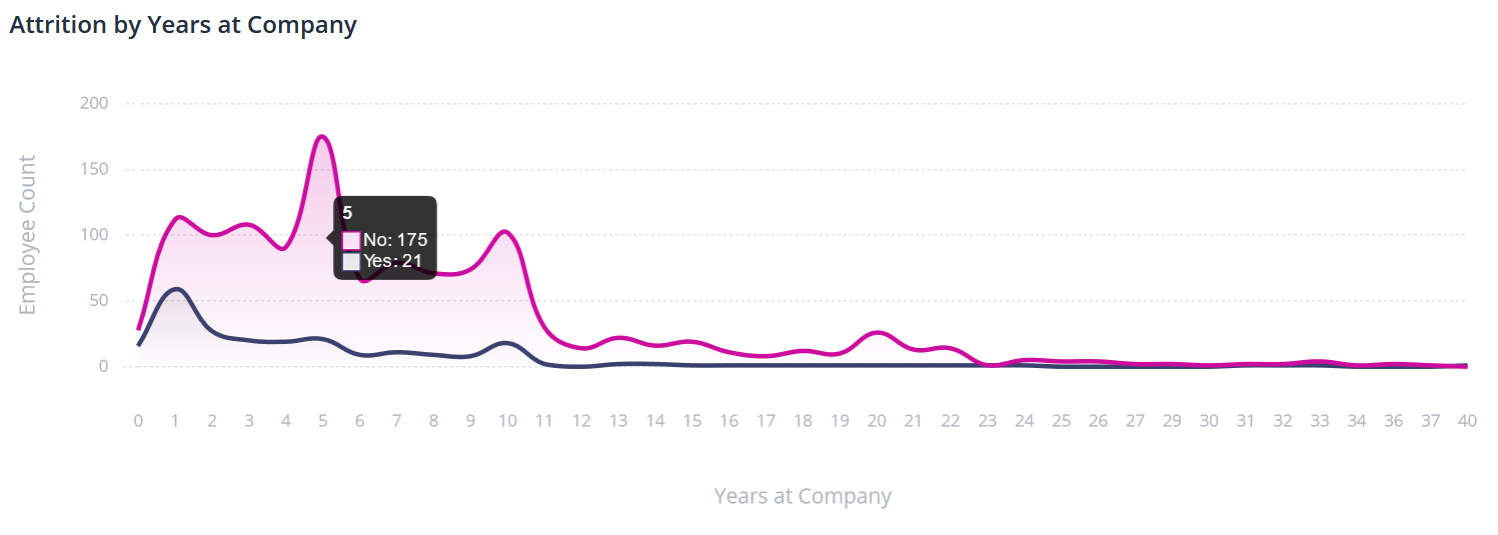 Attrition by Years at Company
200
150
100
50
0
Employee Count
5
No: 175
Yes: 21
0 1 2 3 4 5 6 7 8 9 10 11 12 13 14 15 16 17 18 19 20 21 22 23 24 25 26 27 29 30 31 32 33 34 36 37 40
Years at Company